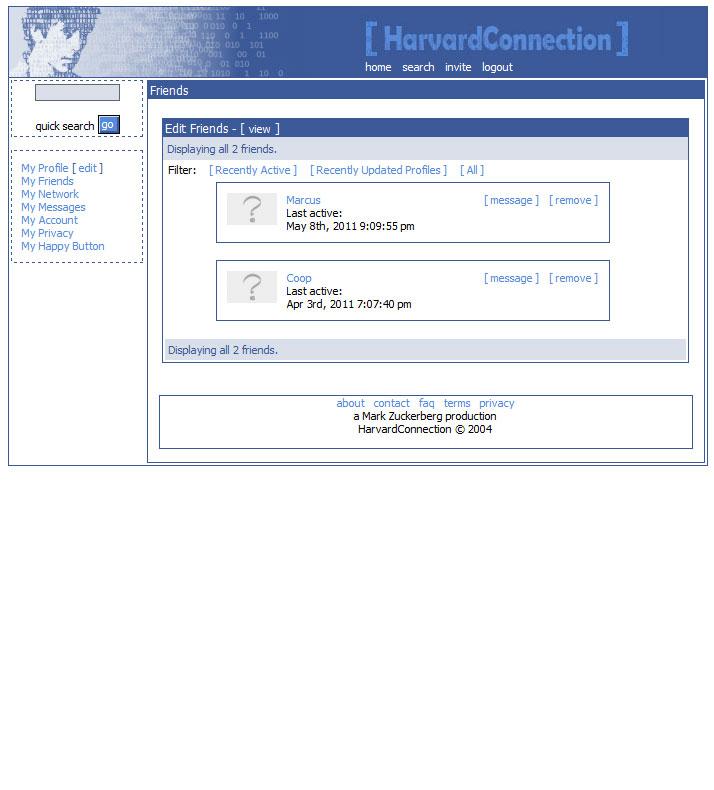 [ HarvardConnection ]
home search invite logout
quick search go
My Profile [ edit ]
My Friends
My Network
My Messages
My Account
My Privacy
My Happy Button
Friends
Edit Friends - [ view ]
Displaying all 2 friends.
Filter: [ Recently Active ] [ Recently Updated Profiles ] [ All ]
?
Marcus [ message ] [ remove ]
Last active:
May 8th, 2011 9:09:55 pm
?
Coop [ message ] [ remove ]
Last active:
Apr 3rd, 2011 7:07:40 pm
Displaying all 2 friends.
about contact faq terms privacy
a Mark Zuckerberg production
HarvardConnection © 2004